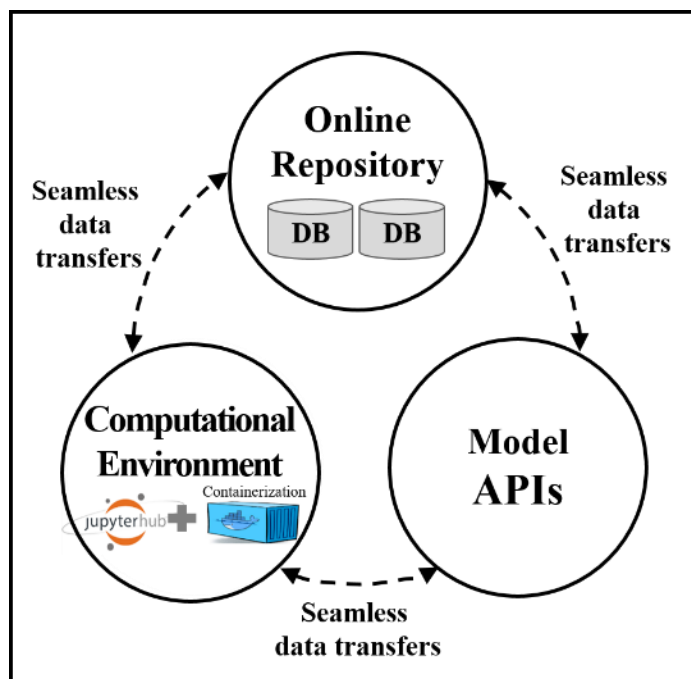 Online
Repository
DB
DB
Seamless
data
transfers
Seamless
data
transfers
Computational
Environment
Containerization
jupyterhub
Model
APIs
Seamless
data transfers